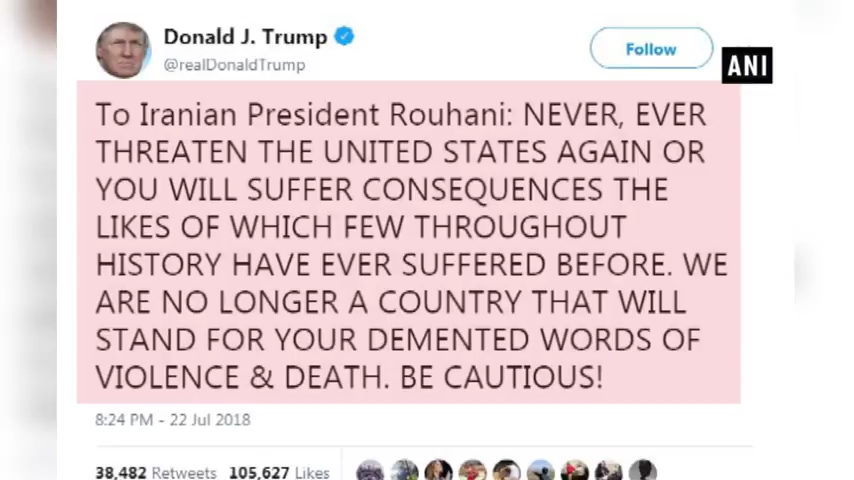 Donald J. Trump
@realDonaldTrump
Follow
ANI
To Iranian President Rouhani: NEVER, EVER
THREATEN THE UNITED STATES AGAIN OR
YOU WILL SUFFER CONSEQUENCES THE
LIKES OF WHICH FEW THROUGHOUT
HISTORY HAVE EVER SUFFERED BEFORE. WE
ARE NO LONGER A COUNTRY THAT WILL
STAND FOR YOUR DEMENTED WORDS OF
VIOLENCE & DEATH. BE CAUTIOUS!
8:24 PM - 22 Jul 2018
38,482 Retweets 105,627 Likes